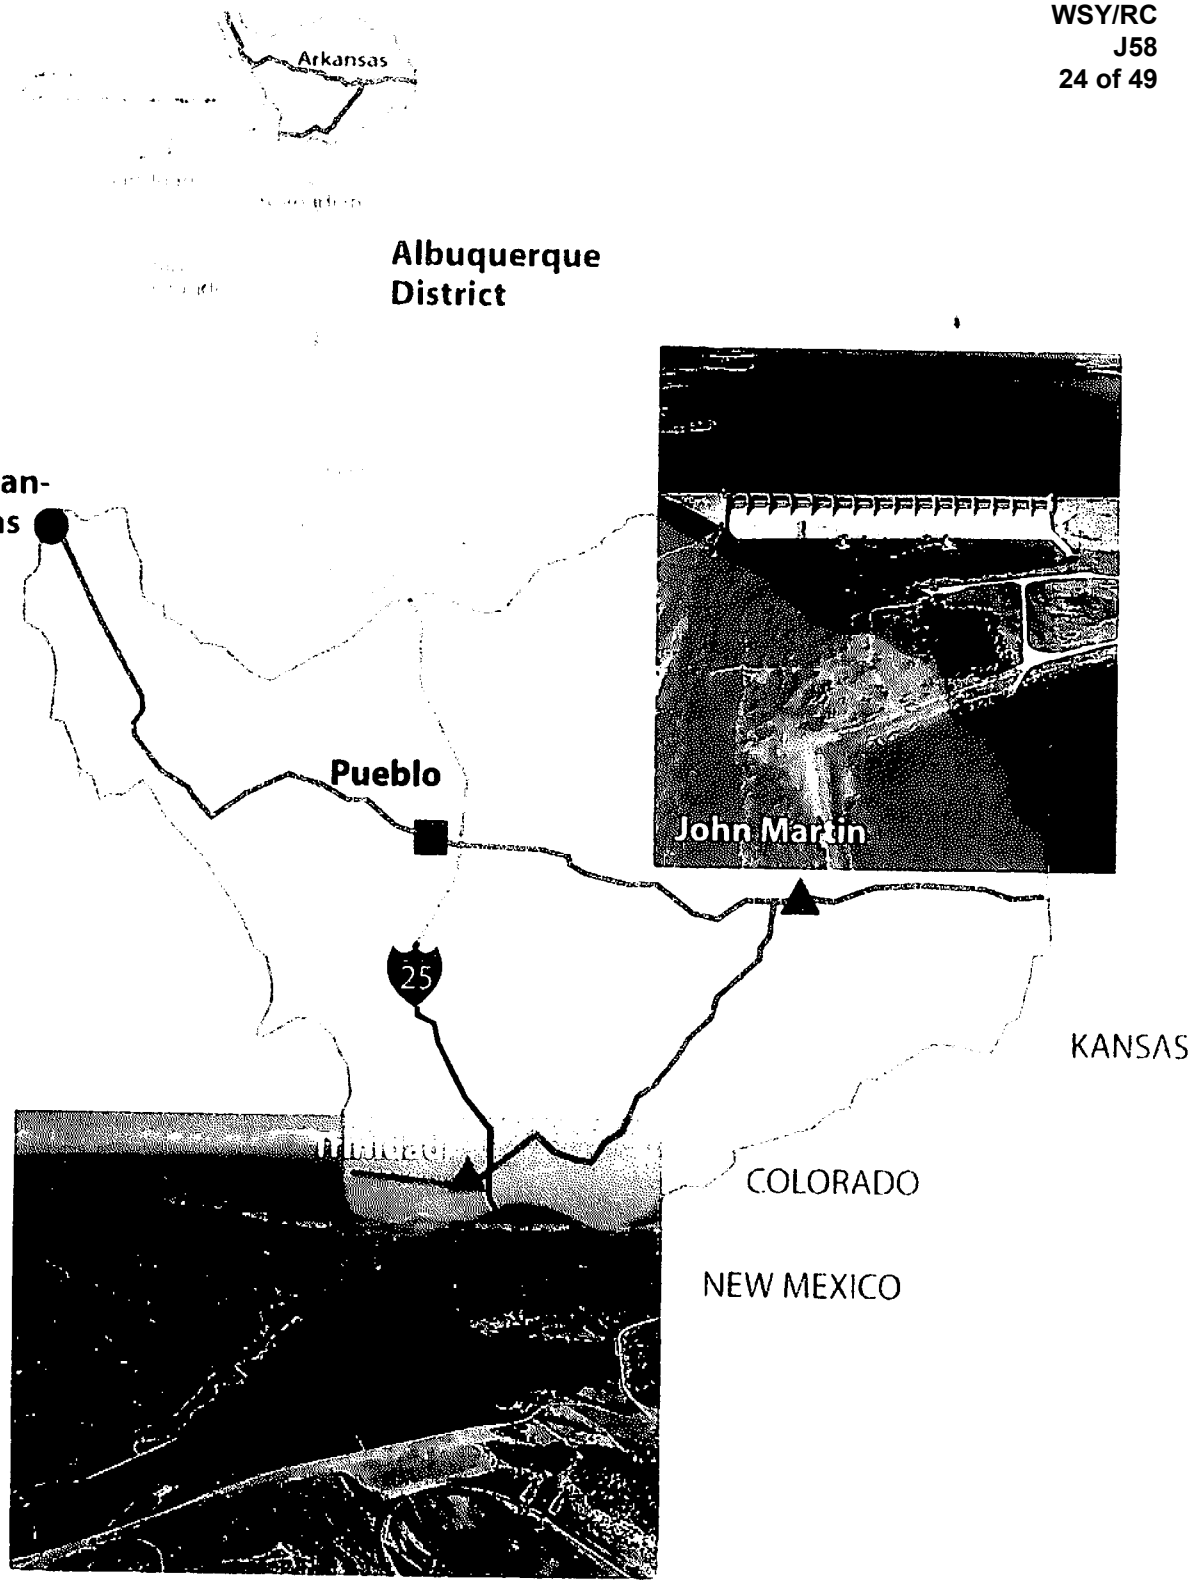 WSY/RC
J58
24 of 49
Arkansas
Albuquerque
District
an-
as
Pueblo
John Martin
25
KANSAS
Trinidad
COLORADO
NEW MEXICO